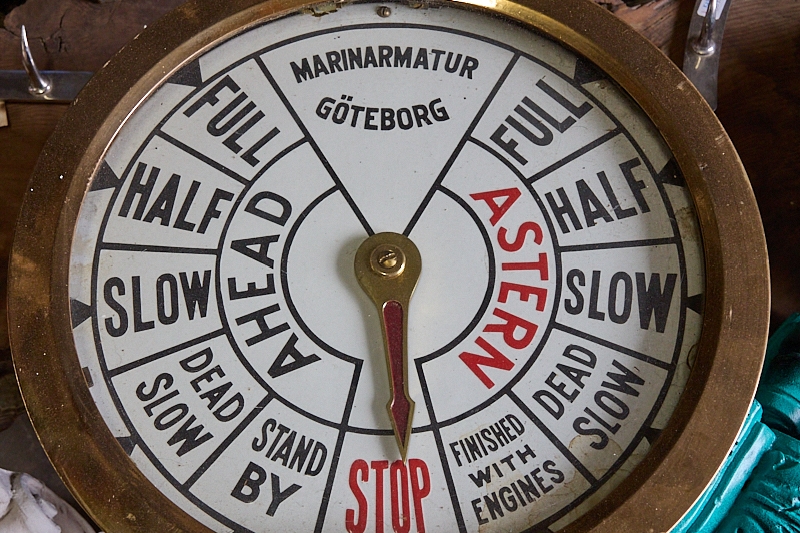 MARINARMATUR
GÖTEBORG
FULL
HALF
SLOW
DEAD
SLOW
STAND
BY
AHEAD
STOP
FINISHED
WITH
ENGINES
DEAD
SLOW
SLOW
HALF
FULL
ASTERN